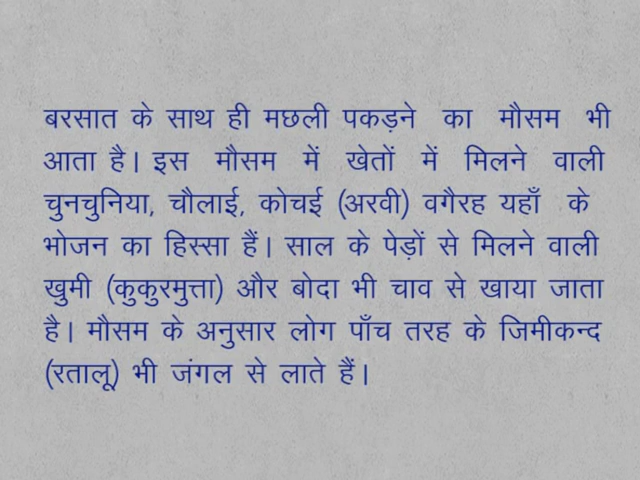 बरसात के साथ ही मछली पकड़ने का मौसम भी
आता है। इस मौसम में खेतों में मिलने वाली
चुनचुनिया, चौलाई, कोचई (अरवी) वगैरह यहाँ के
भोजन का हिस्सा हैं। साल के पेड़ों से मिलने वाली
खुमी (कुकुरमुत्ता) और बोदा भी चाव से खाया जाता
है। मौसम के अनुसार लोग पाँच तरह के जिमीकन्द
(रतालू) भी जंगल से लाते हैं।